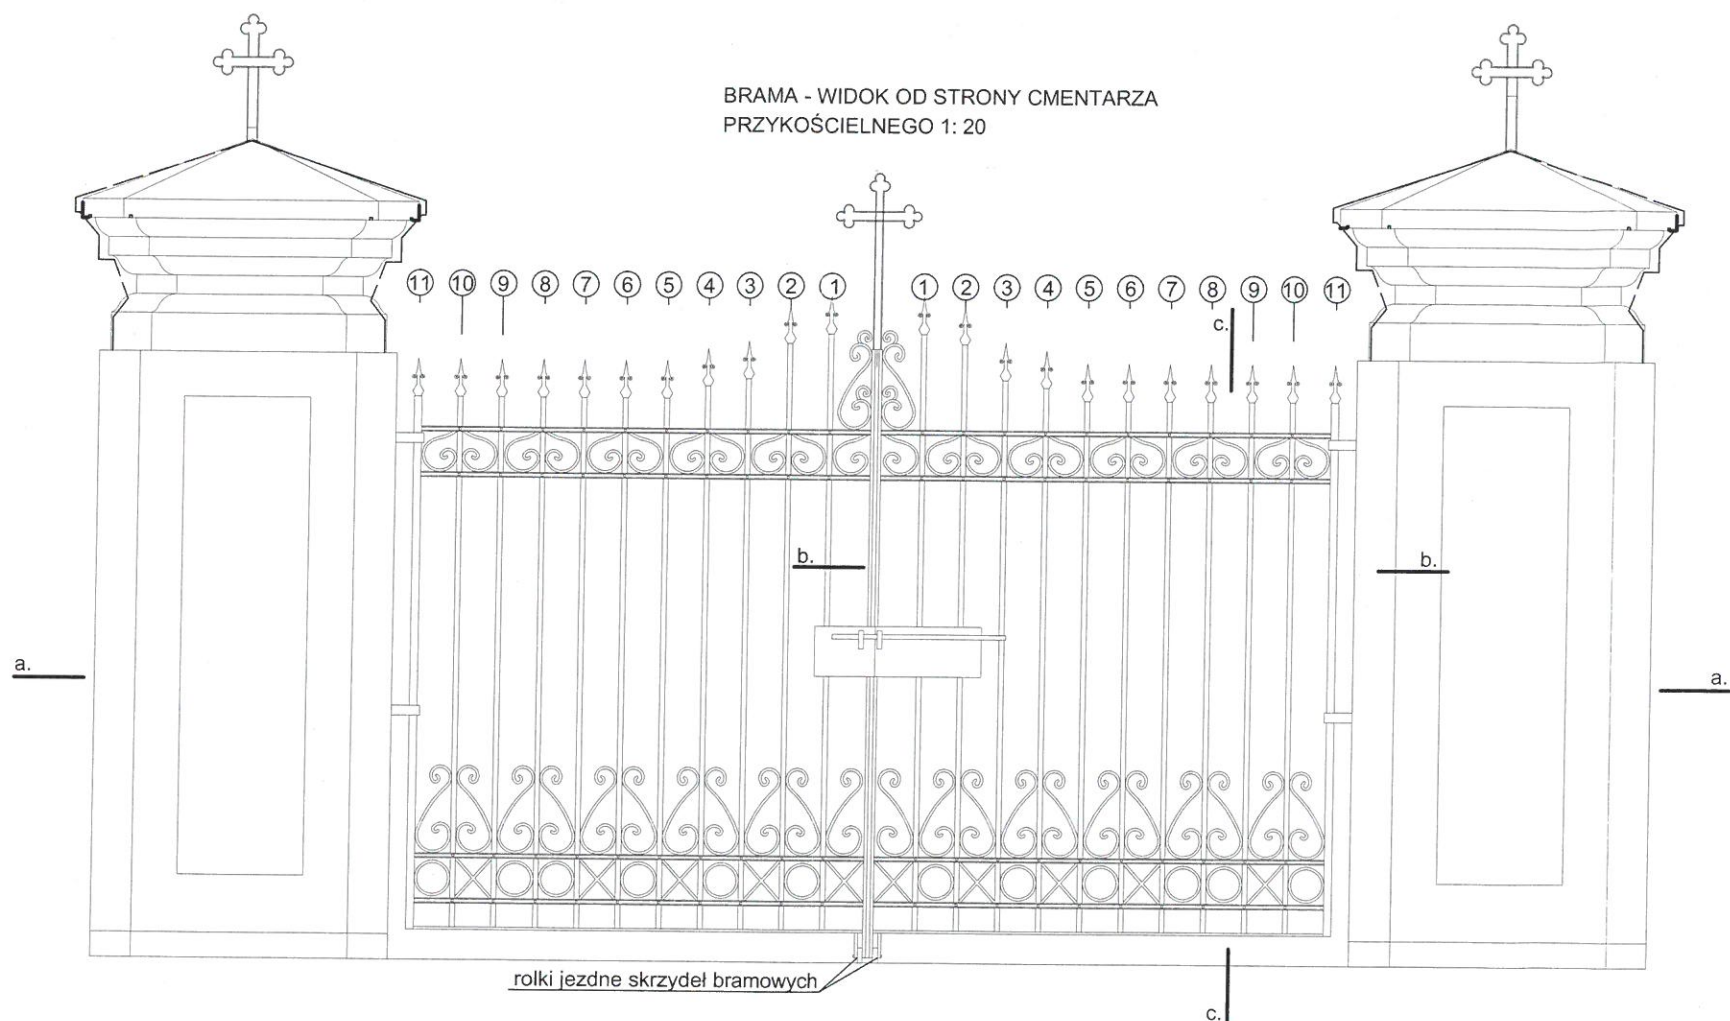 BRAMA - WIDOK OD STRONY CMENTARZA
PRZYKOŚCIELNEGO 1: 20
11 10 9 8 7 6 5 4 3 2 1 1 2 3 4 5 6 7 8 9 10 11
c.
b. b.
a. a.
rolki jezdne skrzydeł bramowych
c.